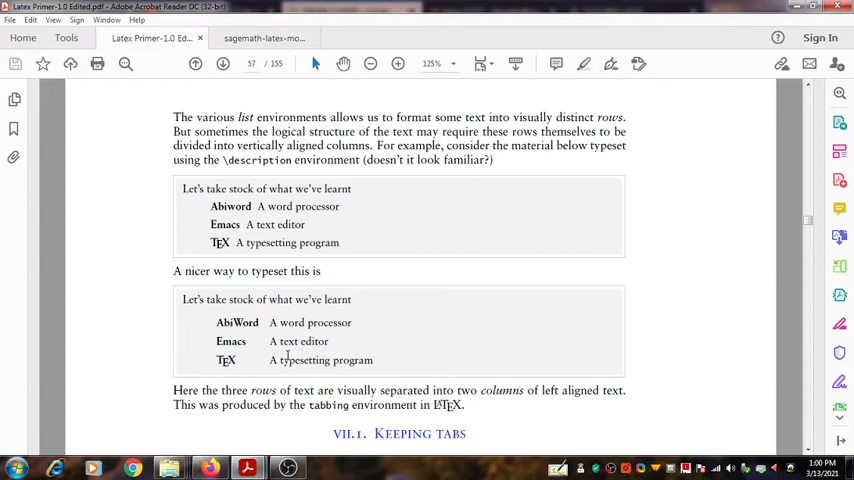 Latex Primer-1.0 Edited.pdf - Adobe Acrobat Reader DC (32-bit)
File Edit View Sign Window Help
Home Tools Latex Primer-1.0 Ed... × sagemath-latex-mo... Sign In
57 / 155 125%
The various list environments allows us to format some text into visually distinct rows.
But sometimes the logical structure of the text may require these rows themselves to be
divided into vertically aligned columns. For example, consider the material below typeset
using the \description environment (doesn't it look familiar?)
Let's take stock of what we've learnt
Abiword A word processor
Emacs A text editor
TEX A typesetting program
A nicer way to typeset this is
Let's take stock of what we've learnt
AbiWord A word processor
Emacs A text editor
TEX A typesetting program
Here the three rows of text are visually separated into two columns of left aligned text.
This was produced by the tabbing environment in LATEX.
VII.1. KEEPING TABS
1:00 PM
3/13/2021